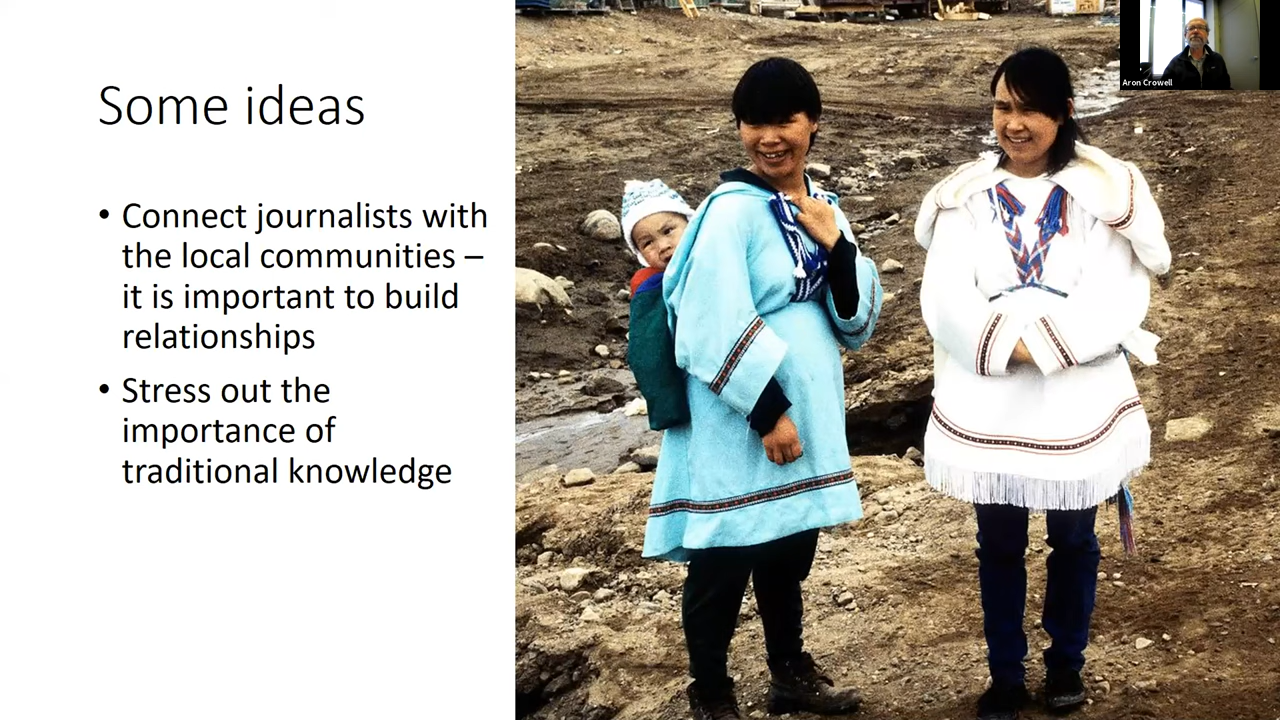 Some ideas
• Connect journalists with
the local communities –
it is important to build
relationships
• Stress out the
importance of
traditional knowledge
Aron Crowell